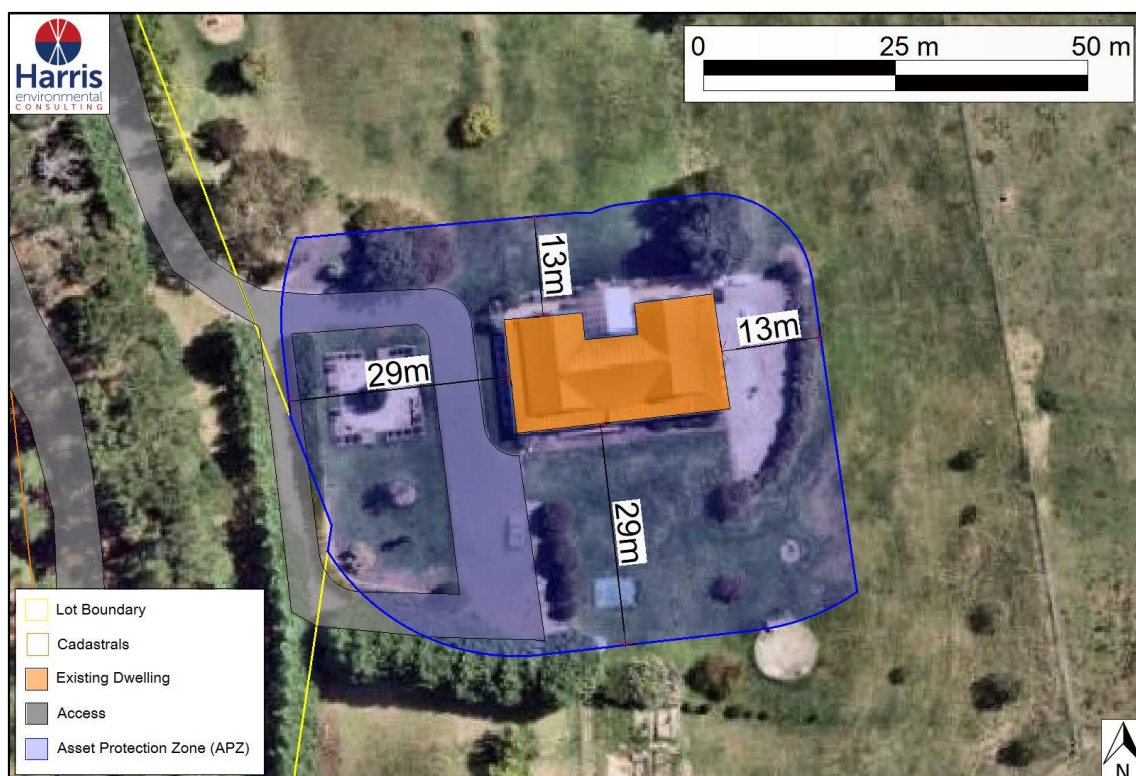 Harris
environmental
CONSULTING
0 25 m 50 m
13m
13m
29m
29m
Lot Boundary
Cadastrals
Existing Dwelling
Access
Asset Protection Zone (APZ)
N